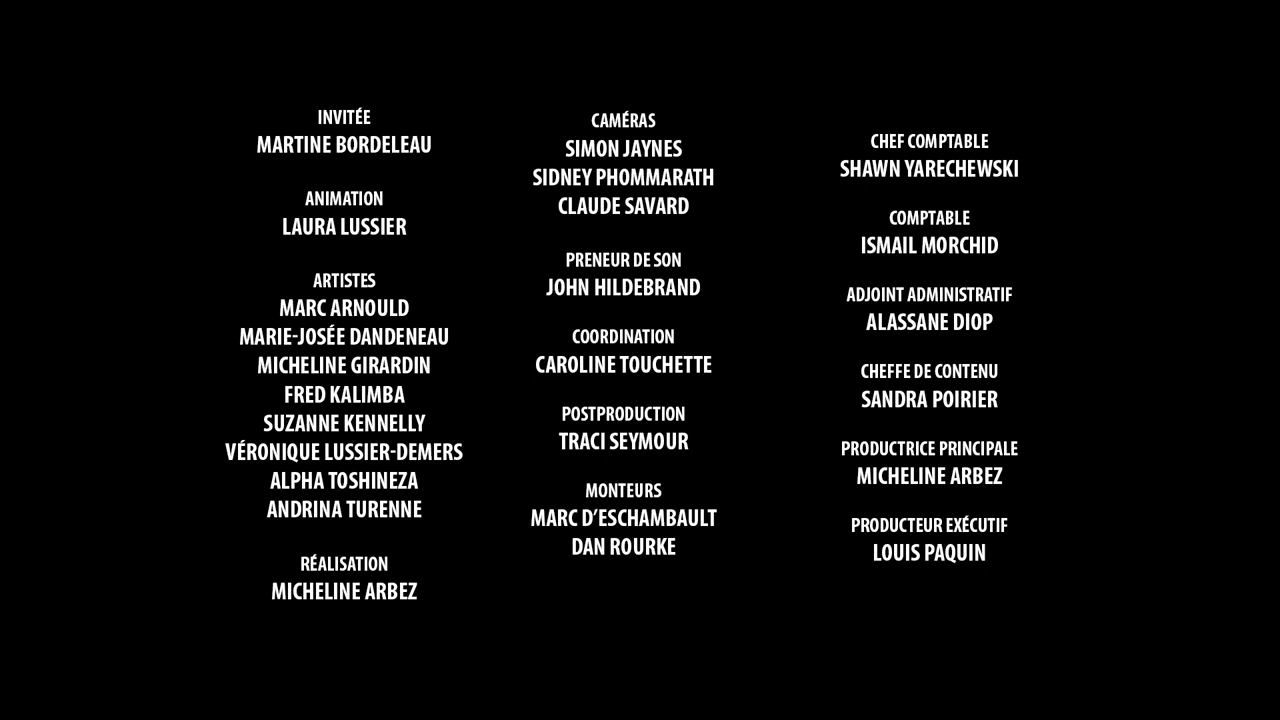 INVITÉE
MARTINE BORDELEAU
ANIMATION
LAURA LUSSIER
ARTISTES
MARC ARNOULD
MARIE-JOSÉE DANDENEAU
MICHELINE GIRARDIN
FRED KALIMBA
SUZANNE KENNELLY
VÉRONIQUE LUSSIER-DEMERS
ALPHA TOSHINEZA
ANDRINA TURENNE
RÉALISATION
MICHELINE ARBEZ
CAMÉRAS
SIMON JAYNES
SIDNEY PHOMMARATH
CLAUDE SAVARD
PRENEUR DE SON
JOHN HILDEBRAND
COORDINATION
CAROLINE TOUCHETTE
POSTPRODUCTION
TRACI SEYMOUR
MONTEURS
MARC D’ESCHAMBAULT
DAN ROURKE
CHEF COMPTABLE
SHAWN YARECHEWSKI
COMPTABLE
ISMAIL MORCHID
ADJOINT ADMINISTRATIF
ALASSANE DIOP
CHEFFE DE CONTENU
SANDRA POIRIER
PRODUCTRICE PRINCIPALE
MICHELINE ARBEZ
PRODUCTEUR EXÉCUTIF
LOUIS PAQUIN